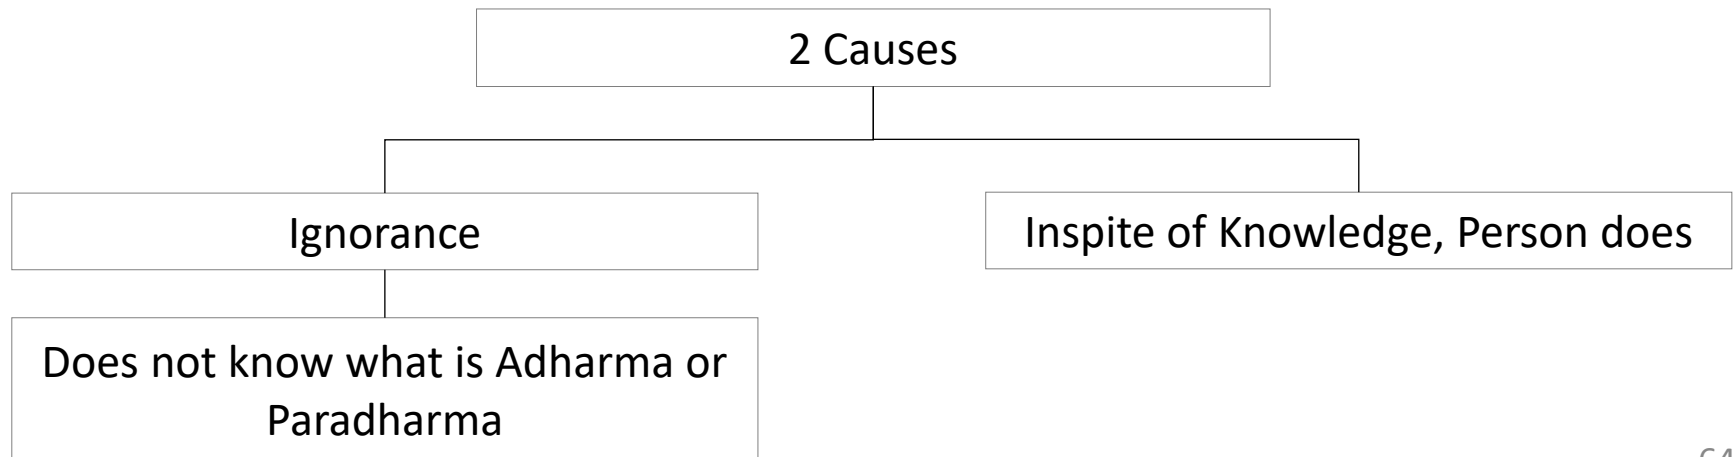 2 Causes
Ignorance
Inspite of Knowledge, Person does
Does not know what is Adharma or
Paradharma